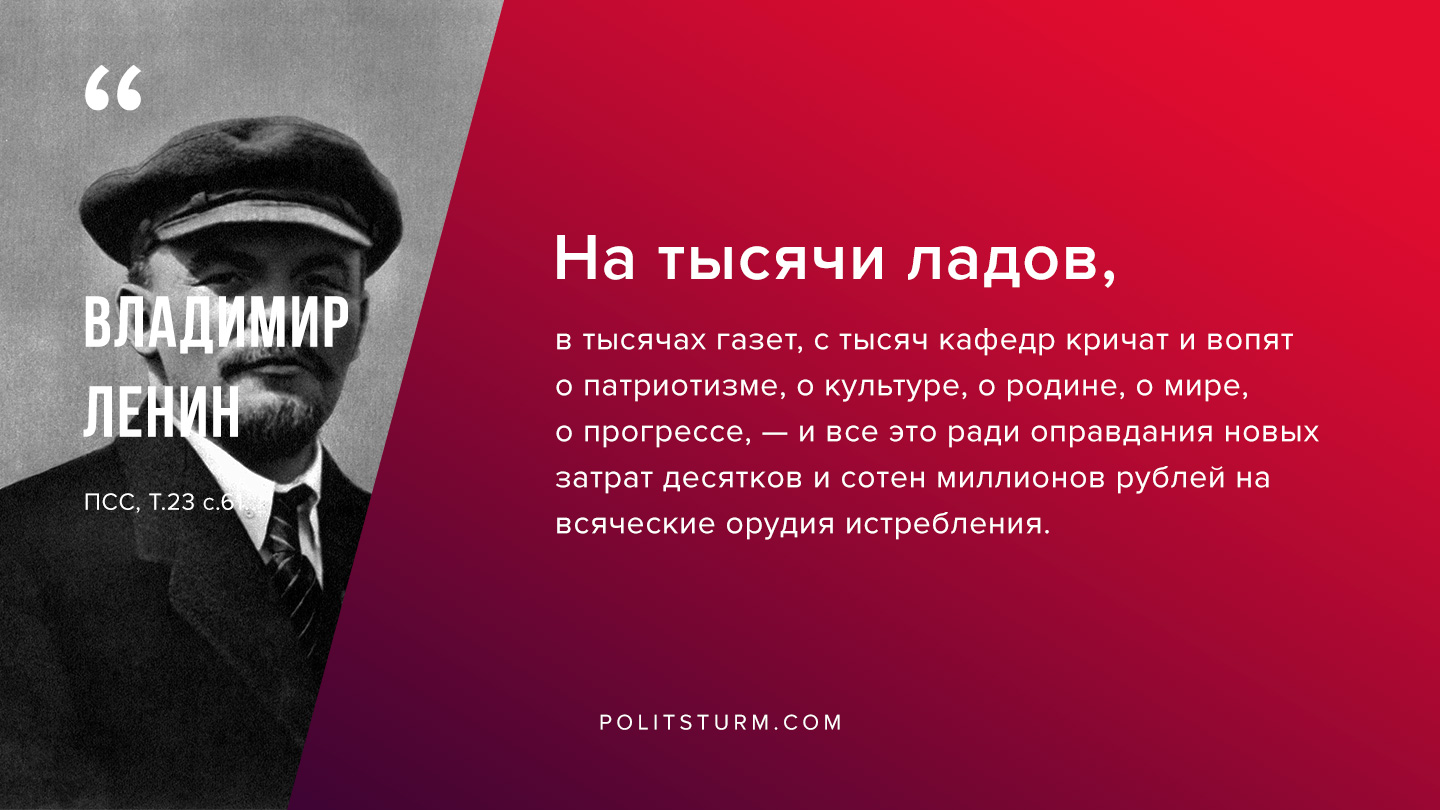 “
ВЛАДИМИР
ЛЕНИН
ПСС, Т.23 с.61
На тысячи ладов,
в тысячах газет, с тысяч кафедр кричат и вопят
о патриотизме, о культуре, о родине, о мире,
о прогрессе, — и все это ради оправдания новых
затрат десятков и сотен миллионов рублей на
всяческие орудия истребления.
POLITSTURM.COM